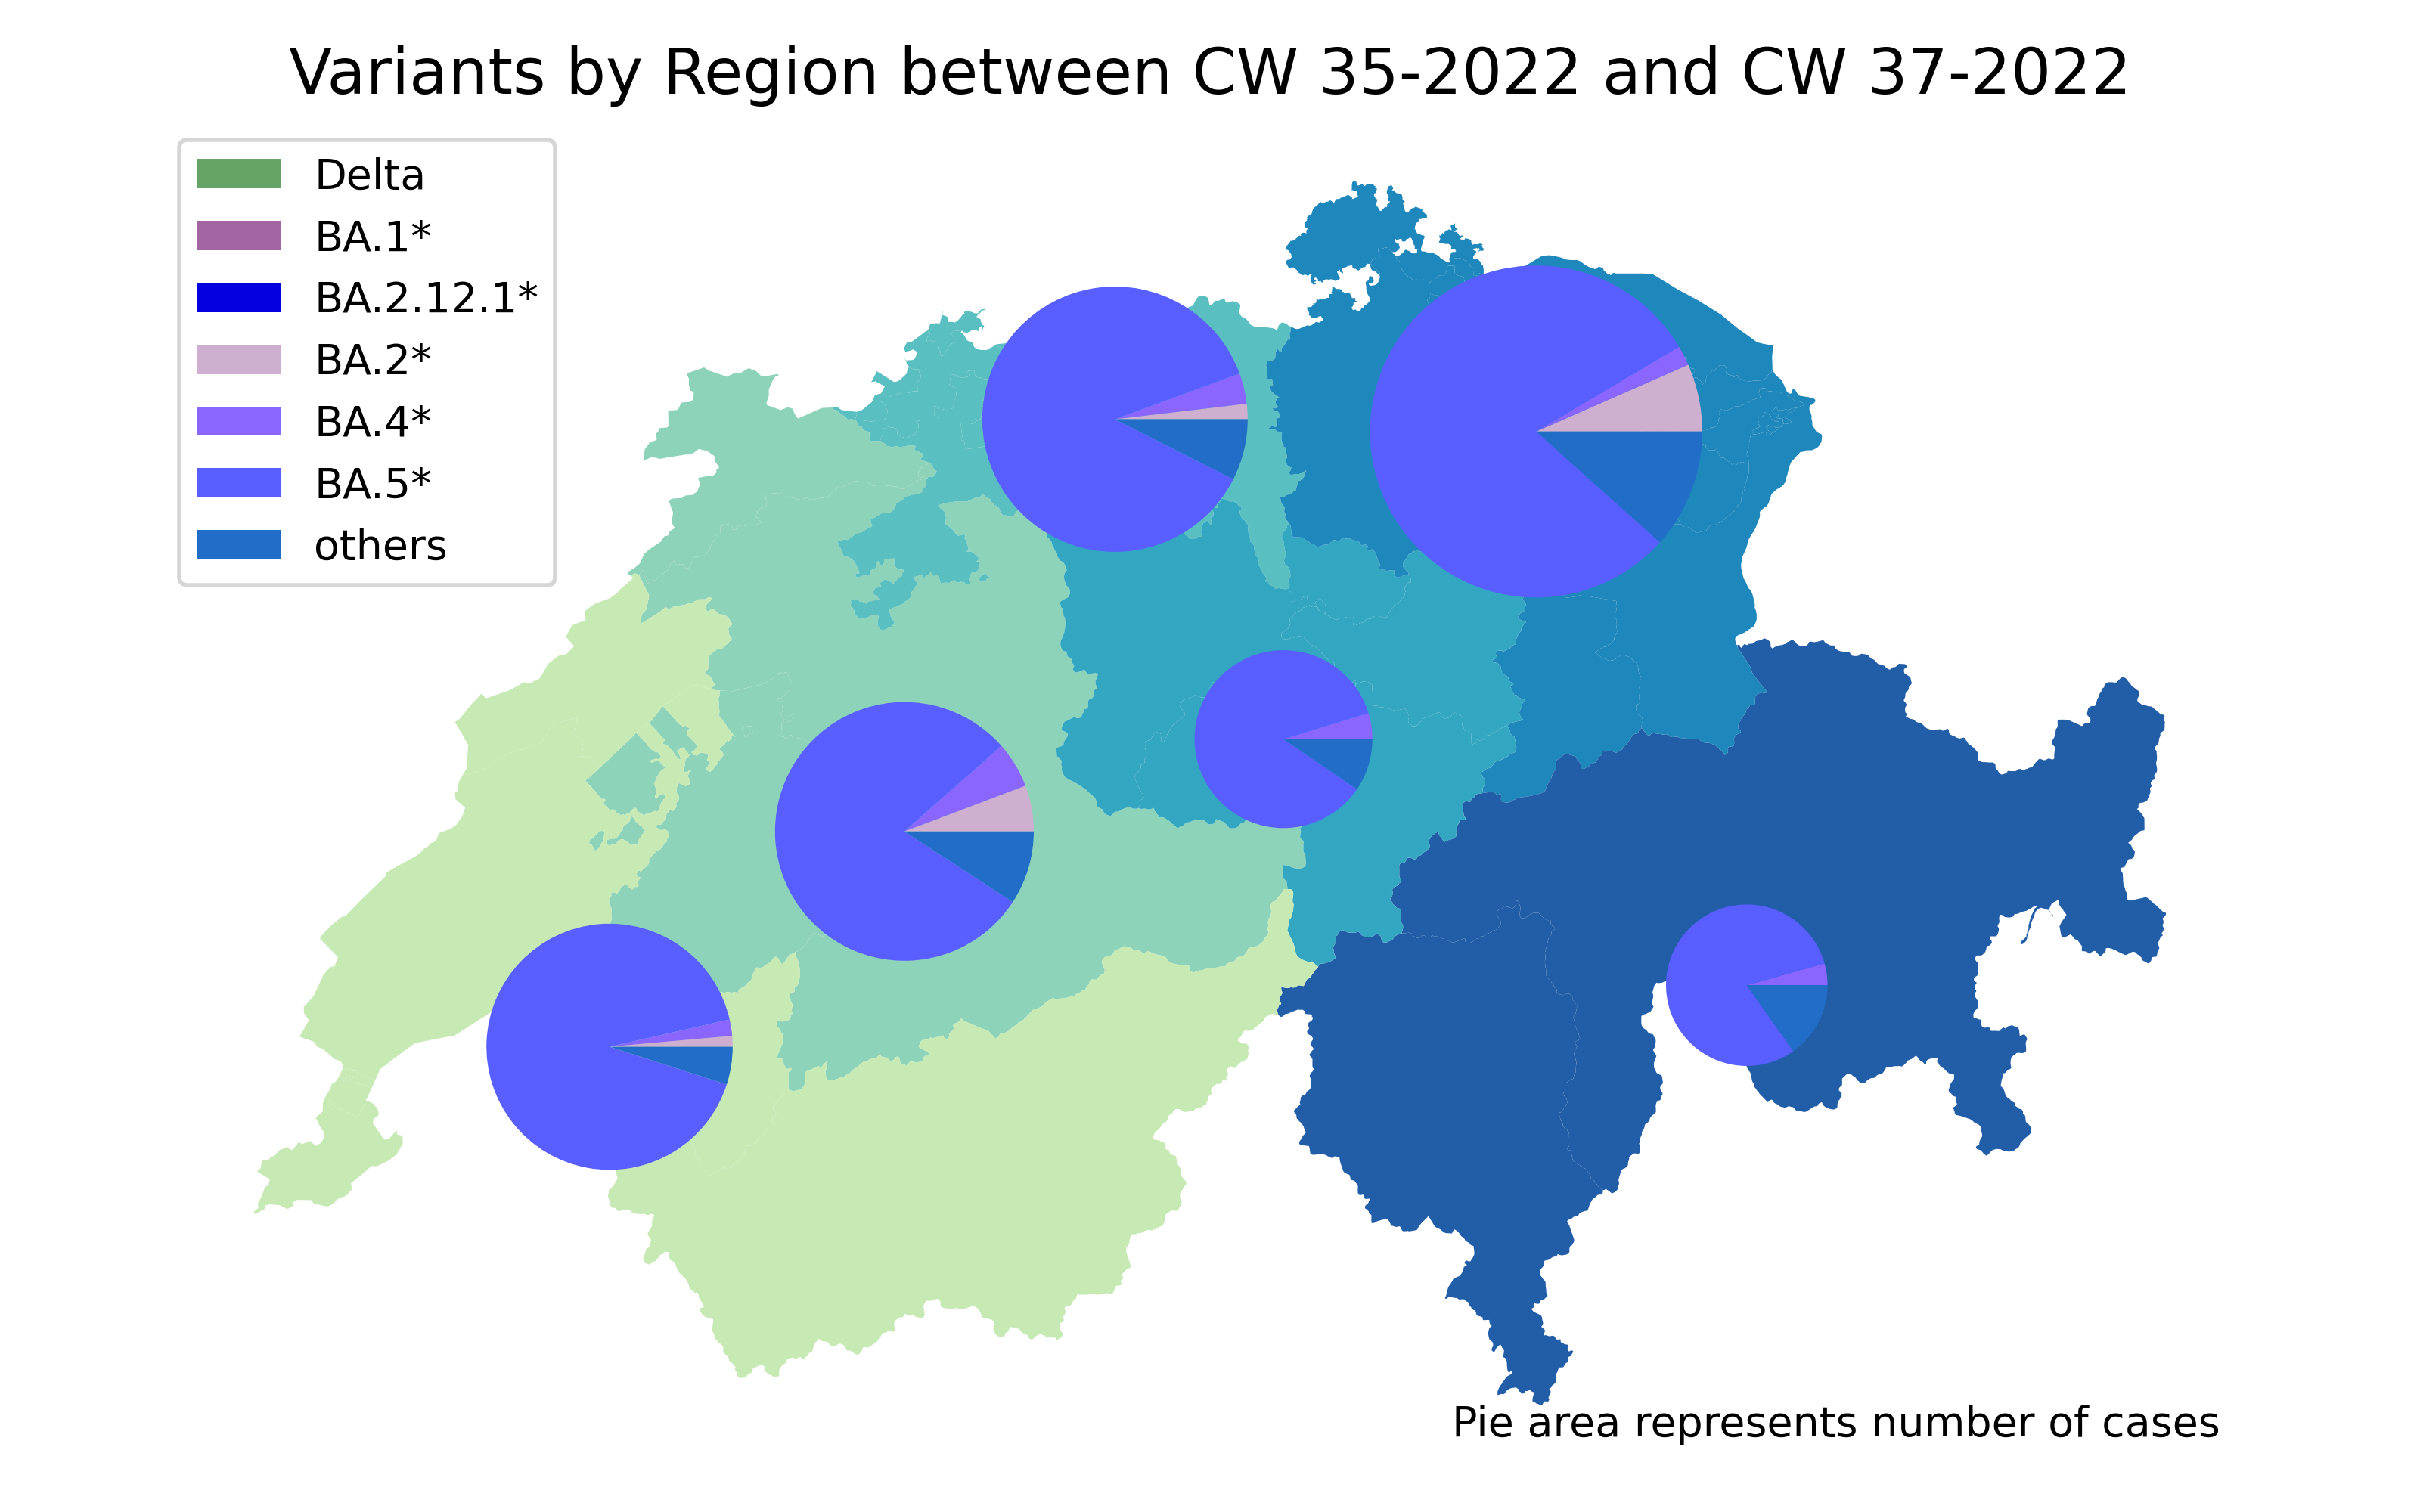 Variants by Region between CW 35-2022 and CW 37-2022
Delta
BA.1*
BA.2.12.1*
BA.2*
BA.4*
BA.5*
others
Pie area represents number of cases